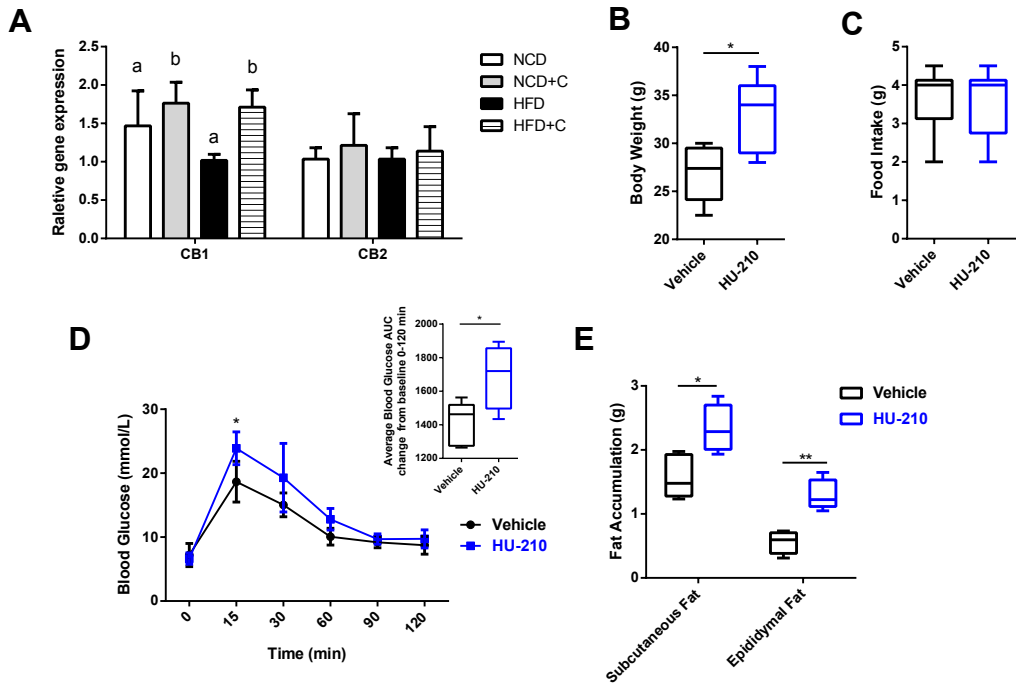 A
Raletive gene expression
2.5
2.0
1.5
1.0
0.5
0.0
a
b
a
b
CB1
CB2
NCD
NCD+C
HFD
HFD+C
B
Body Weight (g)
40
35
30
25
20
*
Vehicle
HU-210
C
Food Intake (g)
5
4
3
2
1
0
Vehicle
HU-210
D
Blood Glucose (mmol/L)
30
20
10
0
*
0
15
30
60
90
120
Time (min)
Average Blood Glucose AUC
change from baseline 0-120 min
2000
1800
1600
1400
1200
*
Vehicle
HU-210
Vehicle
HU-210
E
Fat Accumulation (g)
3
2
1
0
*
**
Subcutaneous Fat
Epididymal Fat
Vehicle
HU-210